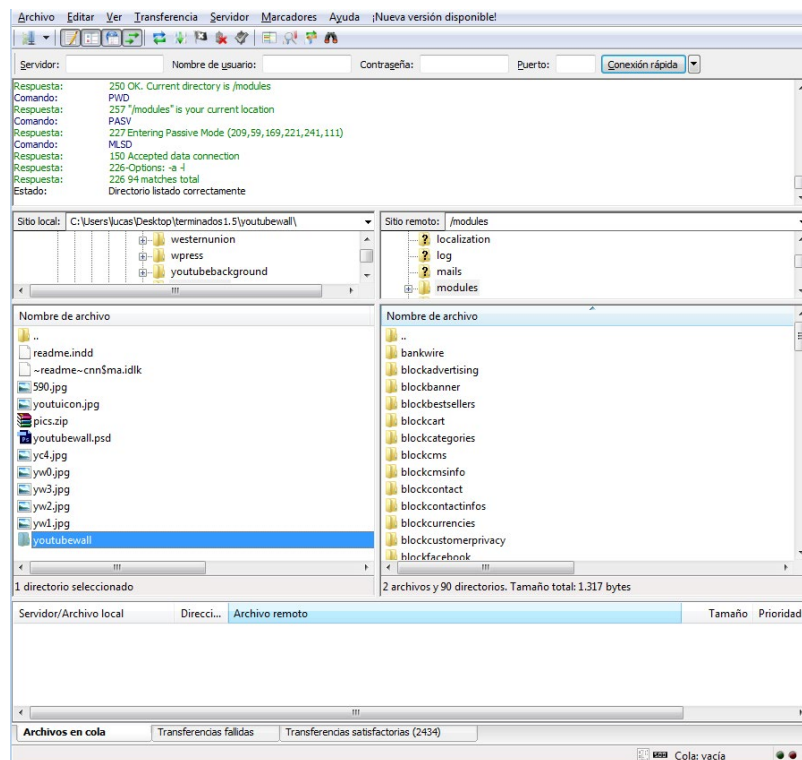 Archivo Editar Ver Transferencia Servidor Marcadores Ayuda ¡Nueva versión disponible!
Servidor: Nombre de usuario: Contraseña: Puerto: Conexión rápida
Respuesta: 250 OK. Current directory is /modules
Comando: PWD
Respuesta: 257 "/modules" is your current location
Comando: PASV
Respuesta: 227 Entering Passive Mode (209,59,169,221,241,111)
Comando: MLSD
Respuesta: 150 Accepted data connection
Respuesta: 226-Options: -a -l
Respuesta: 226 94 matches total
Estado: Directorio listado correctamente
Sitio local: C:\Users\lucas\Desktop\terminados1.5\youtubewall\
westernunion
wpress
youtubebackground
Sitio remoto: /modules
localization
log
mails
modules
Nombre de archivo
..
readme.indd
~readme~cnn$ma.idlk
590.jpg
youtuicon.jpg
pics.zip
youtubewall.psd
yc4.jpg
yw0.jpg
yw3.jpg
yw2.jpg
yw1.jpg
youtubewall
1 directorio seleccionado
Nombre de archivo
..
bankwire
blockadvertising
blockbanner
blockbestsellers
blockcart
blockcategories
blockcms
blockcmsinfo
blockcontact
blockcontactinfos
blockcurrencies
blockcustomerprivacy
blockfacebook
2 archivos y 90 directorios. Tamaño total: 1.317 bytes
Servidor/Archivo local Direcci... Archivo remoto Tamaño Prioridad
Archivos en cola Transferencias fallidas Transferencias satisfactorias (2434)
Cola: vacía